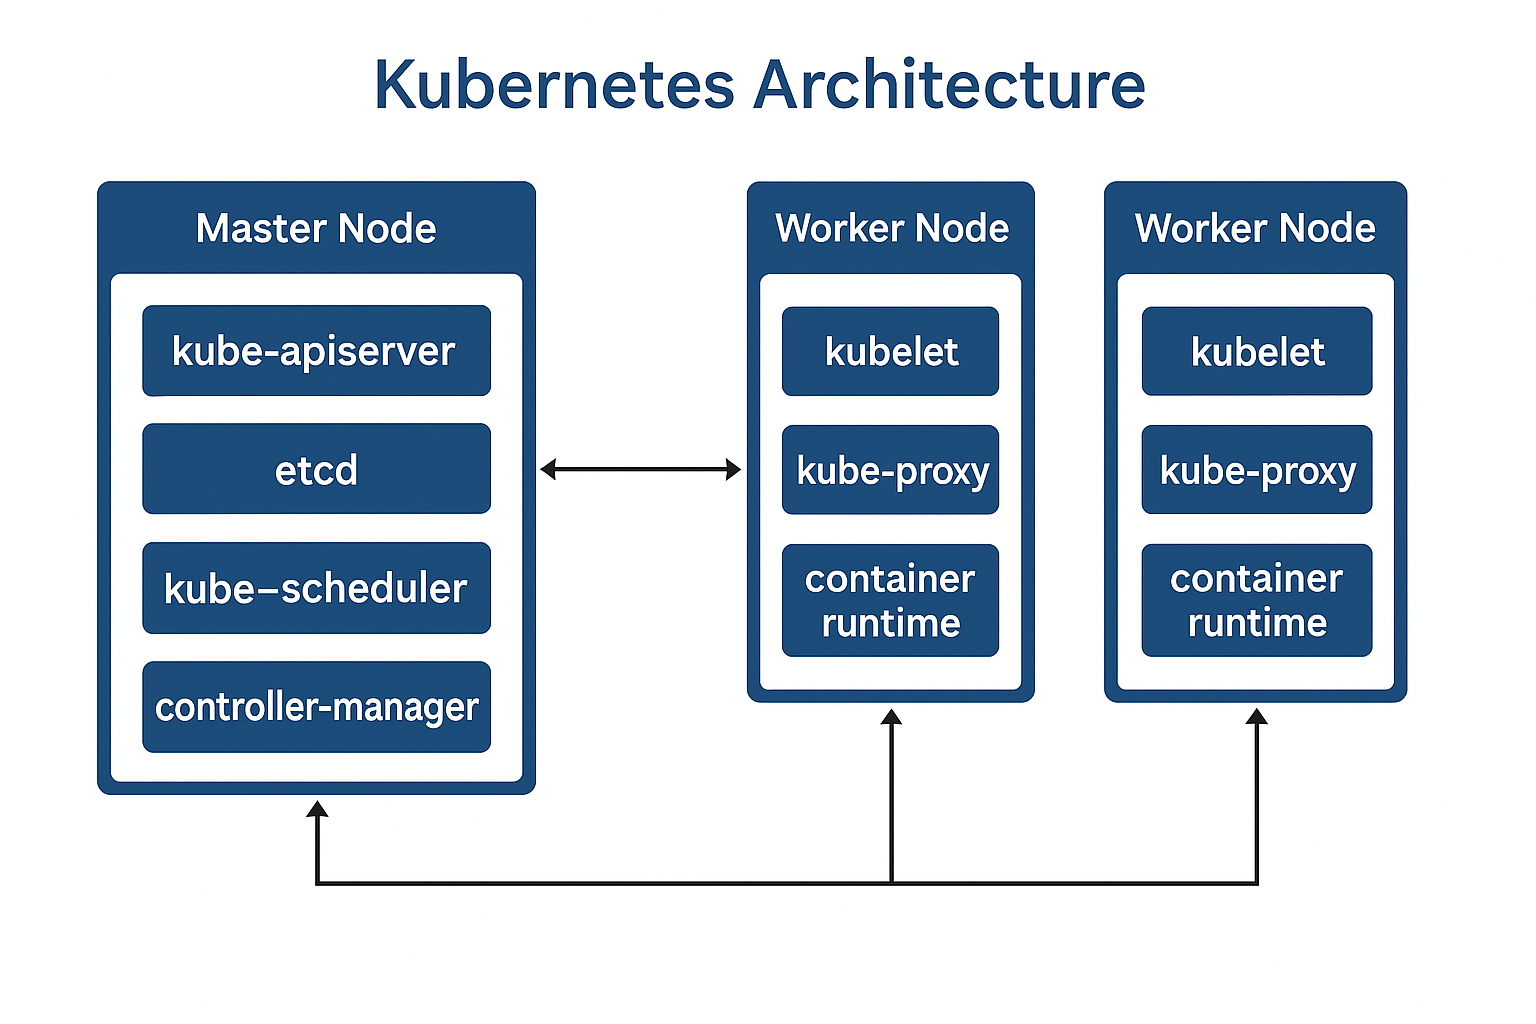 Kubernetes Architecture
Master Node
kube-apiserver
etcd
kube–scheduler
controller-manager
Worker Node
kubelet
kube-proxy
container
runtime
Worker Node
kubelet
kube-proxy
container
runtime